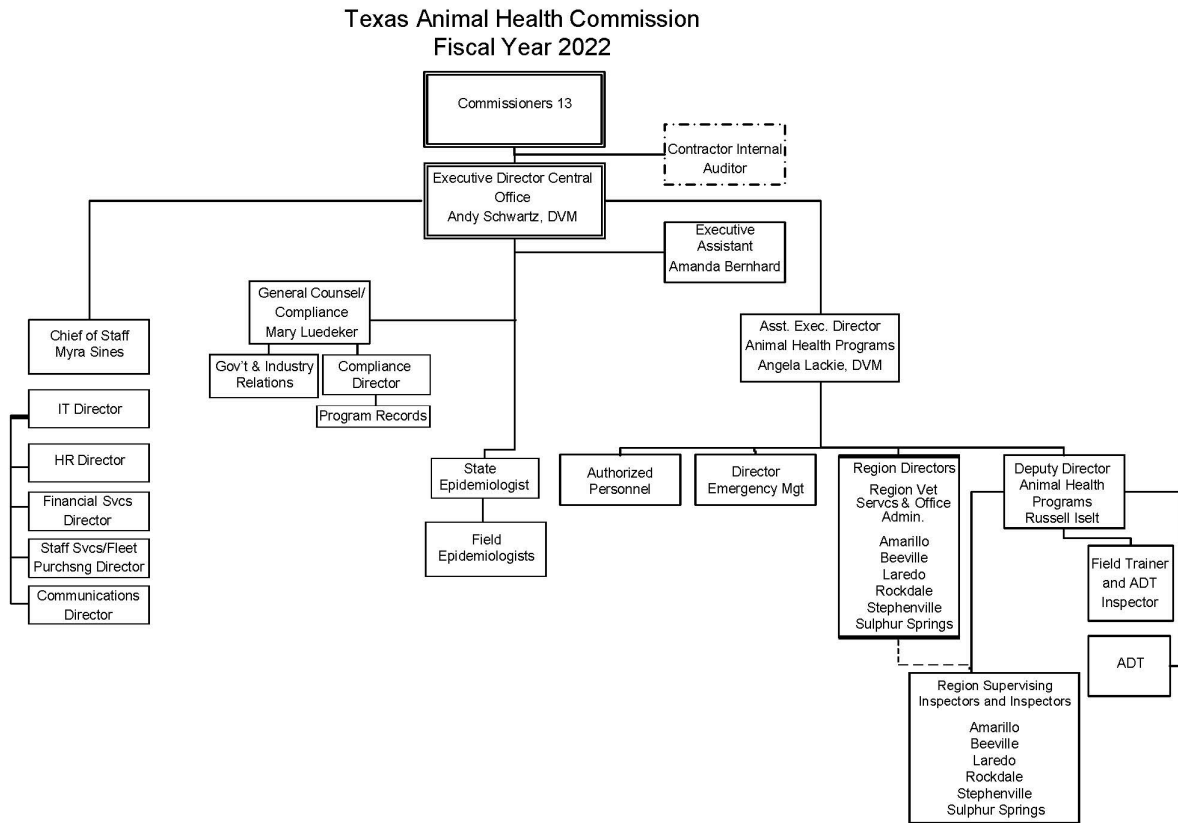 Texas Animal Health Commission
Fiscal Year 2022
Commissioners 13
Contractor Internal
Auditor
Executive Director Central
Office
Andy Schwartz, DVM
Executive
Assistant
Amanda Bernhard
General Counsel/
Compliance
Mary Luedeker
Gov't & Industry
Relations
Compliance
Director
Program Records
Chief of Staff
Myra Sines
IT Director
HR Director
Financial Svcs
Director
Staff Svcs/Fleet
Purchsng Director
Communications
Director
State
Epidemiologist
Field
Epidemiologists
Asst. Exec. Director
Animal Health Programs
Angela Lackie, DVM
Authorized
Personnel
Director
Emergency Mgt
Region Directors
Region Vet
Servcs & Office
Admin.
Amarillo
Beeville
Laredo
Rockdale
Stephenville
Sulphur Springs
Deputy Director
Animal Health
Programs
Russell Iselt
Field Trainer
and ADT
Inspector
ADT
Region Supervising
Inspectors and Inspectors
Amarillo
Beeville
Laredo
Rockdale
Stephenville
Sulphur Springs